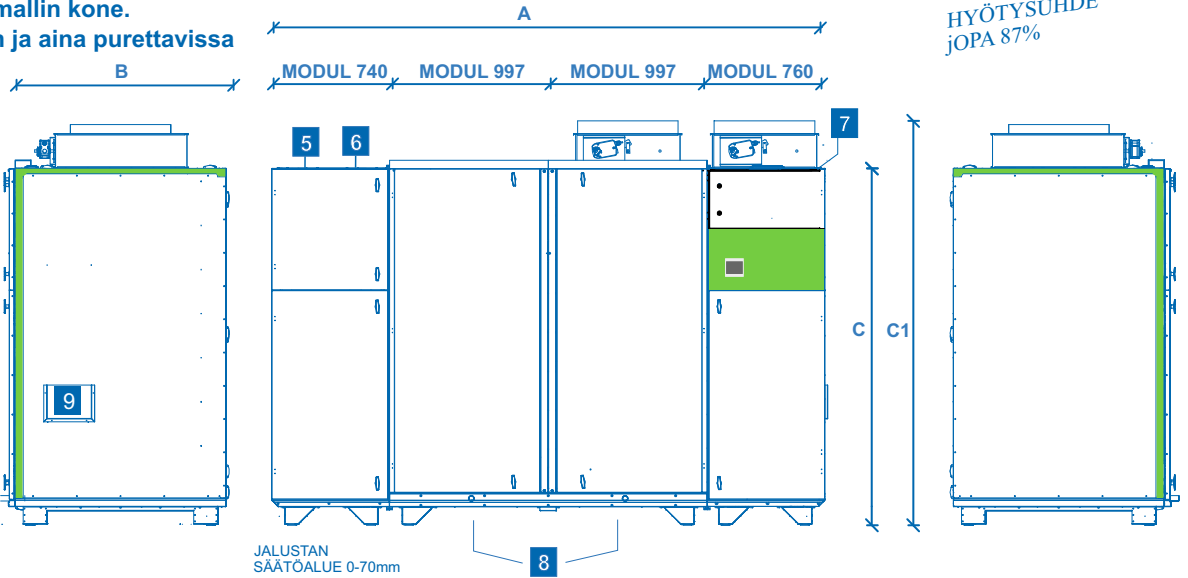 mallin kone.
ja aina purettavissa
HYÖTYSUHDE
jOPA 87%
A
B
MODUL 740
MODUL 997
MODUL 997
MODUL 760
5
6
7
C
C1
9
JALUSTAN
SÄÄTÖALUE 0-70mm
8